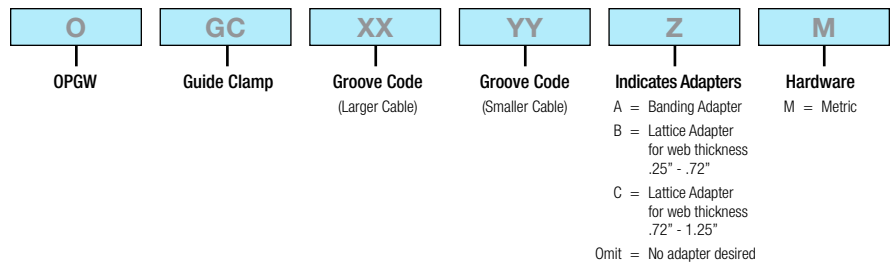 O GC XX YY Z M
OPGW
Guide Clamp
Groove Code
(Larger Cable)
Groove Code
(Smaller Cable)
Indicates Adapters
A = Banding Adapter
B = Lattice Adapter
for web thickness
.25” - .72”
C = Lattice Adapter
for web thickness
.72” - 1.25”
Omit = No adapter desired
Hardware
M = Metric